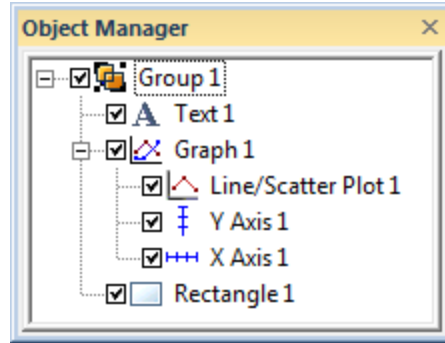 Object Manager
Group 1
Text 1
Graph 1
Line/Scatter Plot 1
Y Axis 1
X Axis 1
Rectangle 1